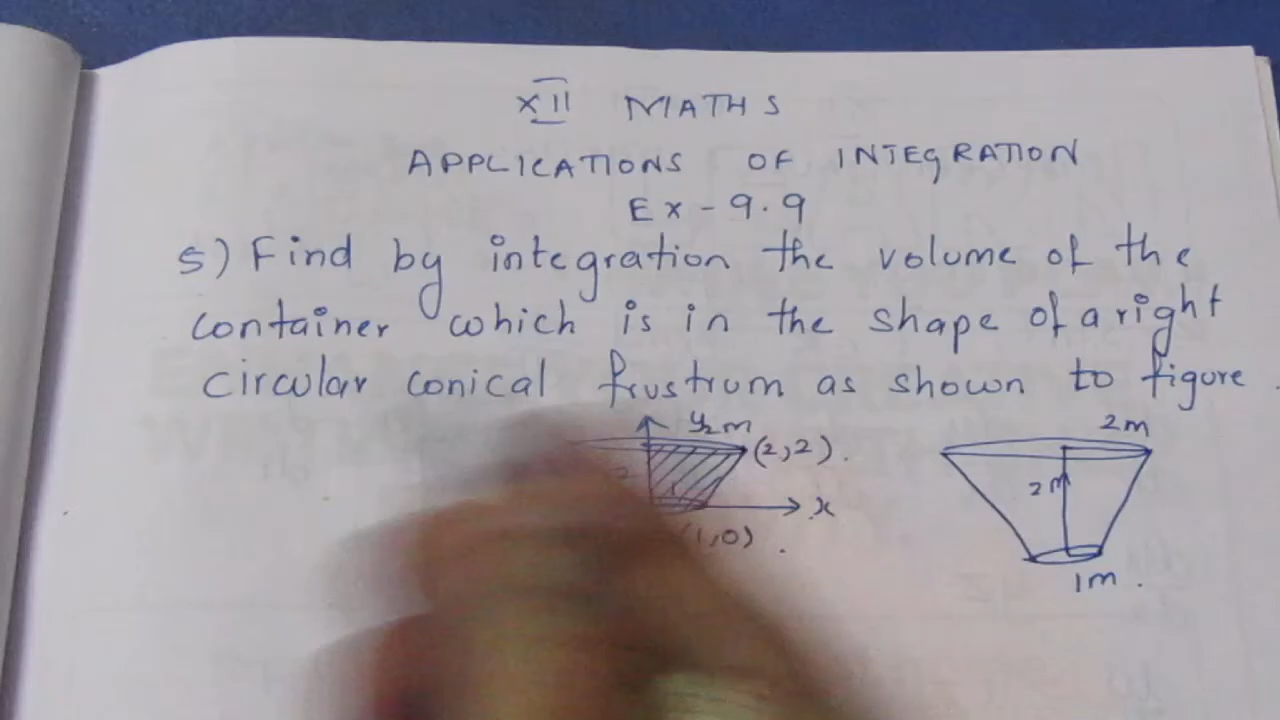 XII MATHS
APPLICATIONS OF INTEGRATION
Ex - 9.9
5) Find by integration the volume of the
container which is in the shape of a right
circular conical frustrum as shown to figure.
y 2m
(2,2).
x
(1,0).
2m
2m
1m.